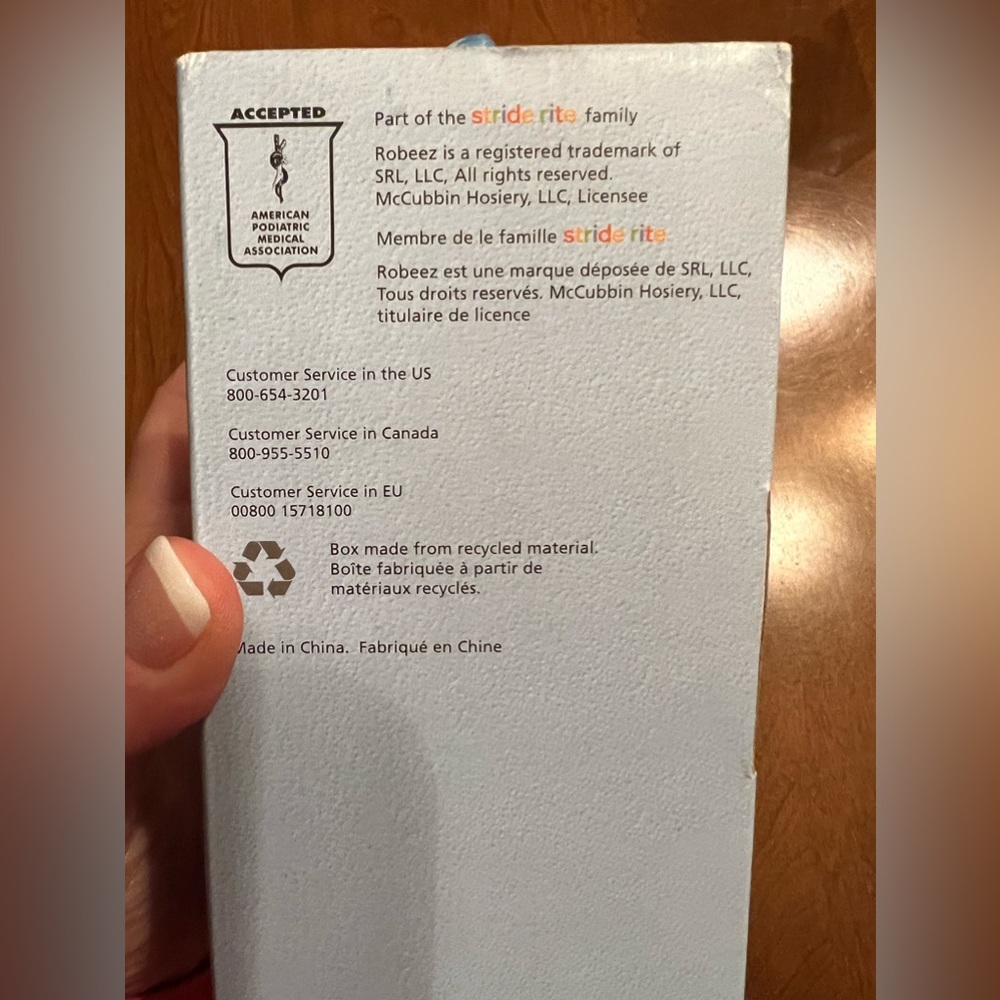 ACCEPTED
AMERICAN
PODIATRIC
MEDICAL
ASSOCIATION
Part of the stride rite family
Robeez is a registered trademark of
SRL, LLC, All rights reserved.
McCubbin Hosiery, LLC, Licensee
Membre de le famille stride rite
Robeez est une marque déposée de SRL, LLC,
Tous droits reservés. McCubbin Hosiery, LLC,
titulaire de licence
Customer Service in the US
800-654-3201
Customer Service in Canada
800-955-5510
Customer Service in EU
00800 15718100
Box made from recycled material.
Boîte fabriquée à partir de
matériaux recyclés.
Made in China. Fabriqué en Chine